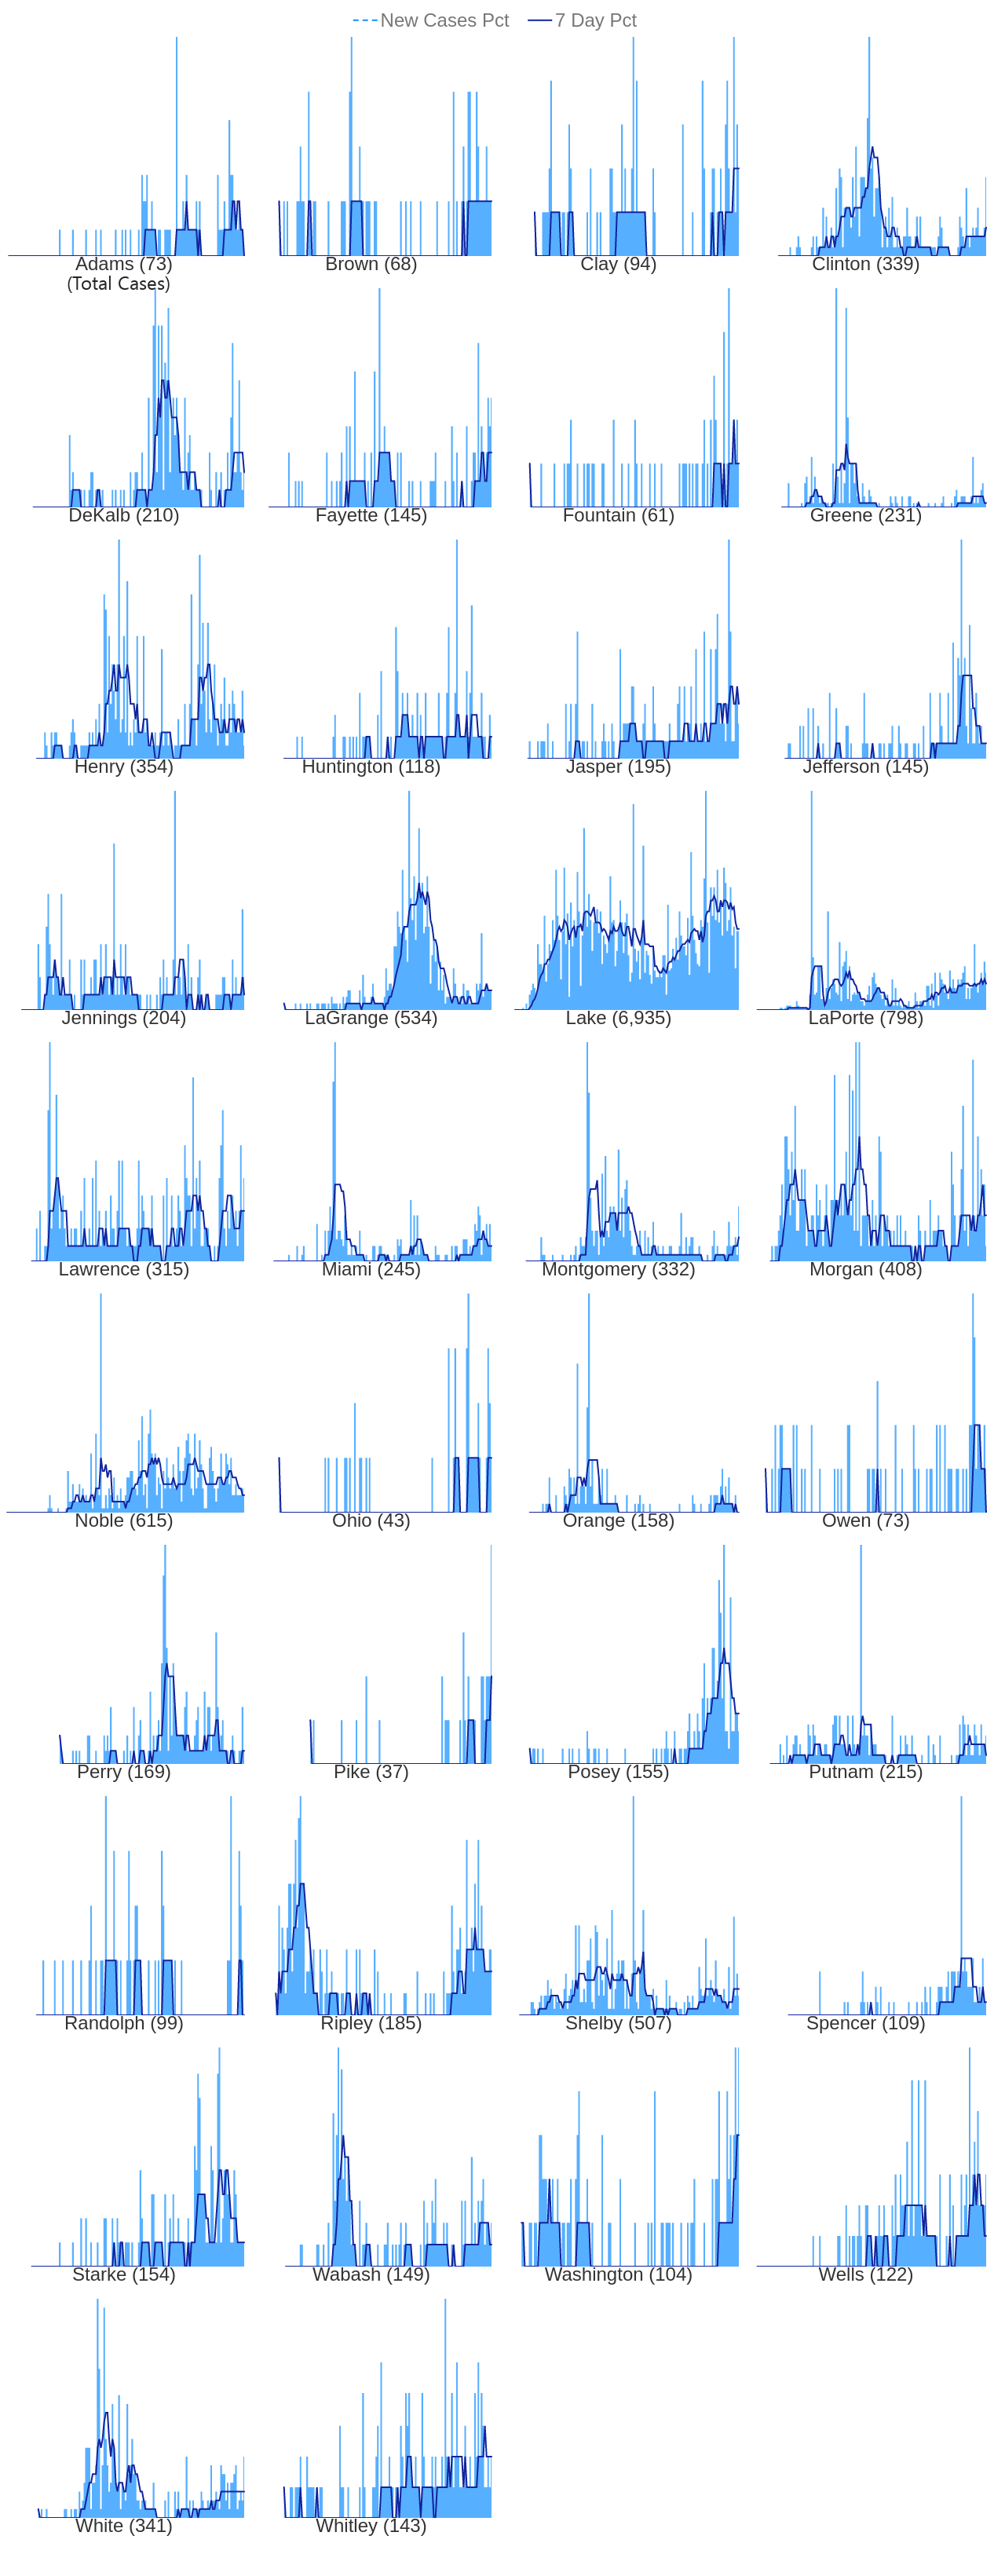 New Cases Pct 7 Day Pct
Adams (73) Brown (68) Clay (94) Clinton (339)
(Total Cases)
DeKalb (210) Fayette (145) Fountain (61) Greene (231)
Henry (354) Huntington (118) Jasper (195) Jefferson (145)
Jennings (204) LaGrange (534) Lake (6,935) LaPorte (798)
Lawrence (315) Miami (245) Montgomery (332) Morgan (408)
Noble (615) Ohio (43) Orange (158) Owen (73)
Perry (169) Pike (37) Posey (155) Putnam (215)
Randolph (99) Ripley (185) Shelby (507) Spencer (109)
Starke (154) Wabash (149) Washington (104) Wells (122)
White (341) Whitley (143)